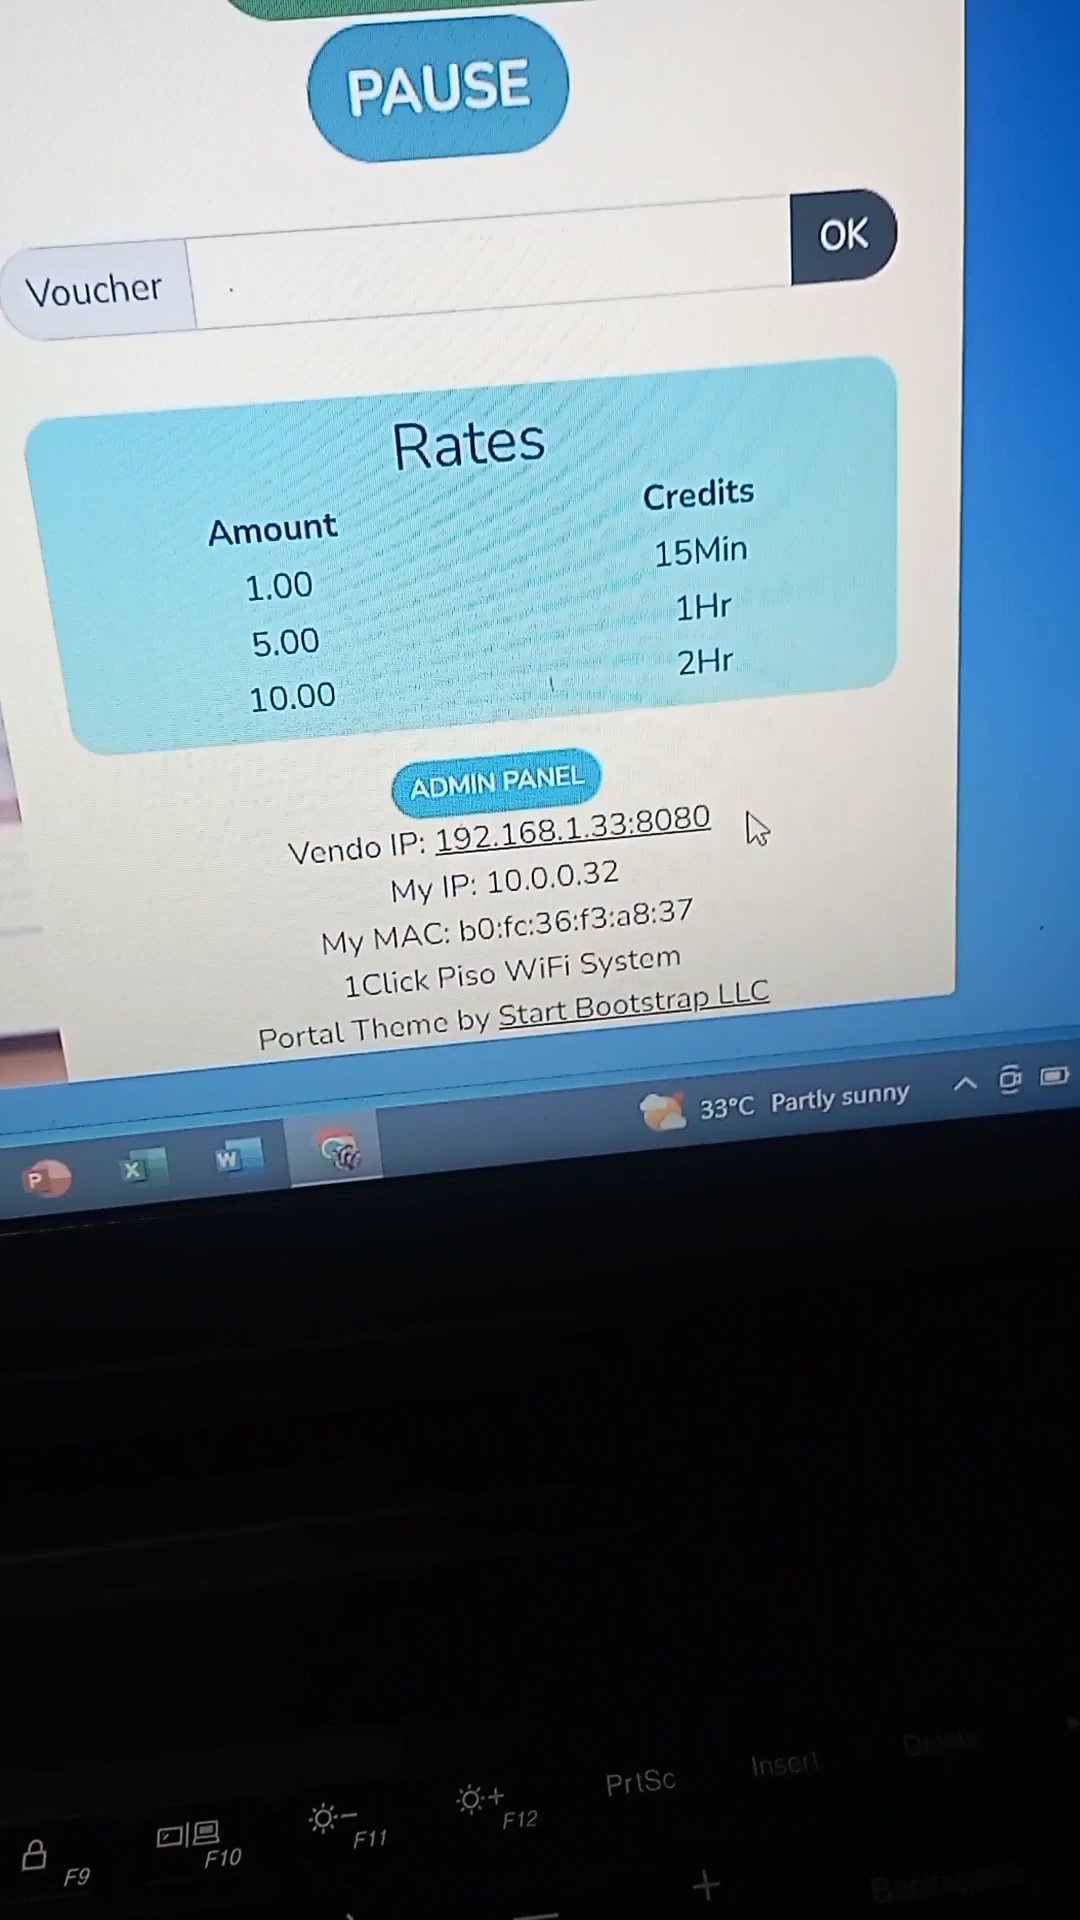 PAUSE
Voucher
OK
Rates
Amount Credits
1.00 15Min
5.00 1Hr
10.00 2Hr
ADMIN PANEL
Vendo IP: 192.168.1.33:8080
My IP: 10.0.0.32
My MAC: b0:fc:36:f3:a8:37
1Click Piso WiFi System
Portal Theme by Start Bootstrap LLC
33°C Partly sunny
P X W
PrtSc Insert Delete
F9 F10 F11 F12
+ Backspace